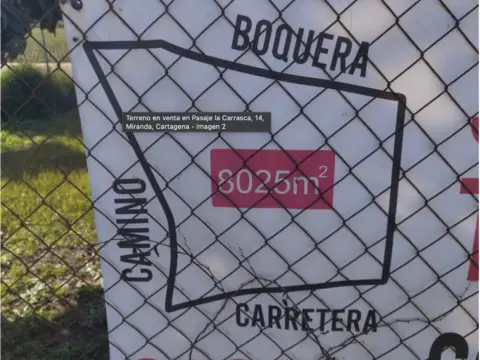 BOQUERA
Terreno en venta en Pasaje la Carrasca, 14,
Miranda, Cartagena - imagen 2
8025m²
CAMINO
CARRETERA